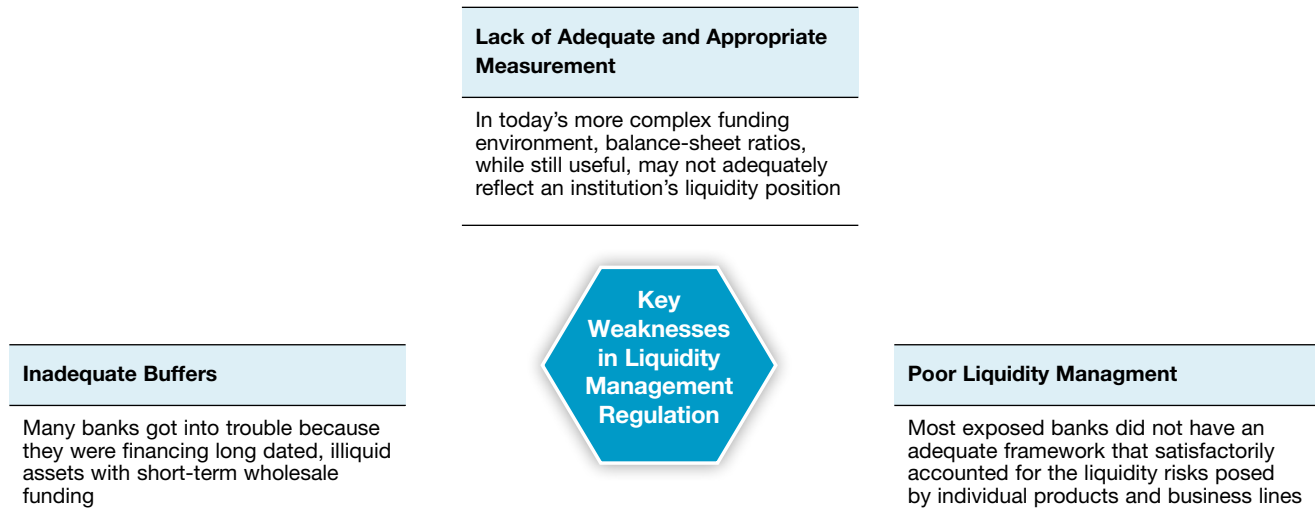 Lack of Adequate and Appropriate
Measurement
In today’s more complex funding
environment, balance-sheet ratios,
while still useful, may not adequately
reflect an institution’s liquidity position
Key
Weaknesses
in Liquidity
Management
Regulation
Inadequate Buffers
Many banks got into trouble because
they were financing long dated, illiquid
assets with short-term wholesale
funding
Poor Liquidity Managment
Most exposed banks did not have an
adequate framework that satisfactorily
accounted for the liquidity risks posed
by individual products and business lines